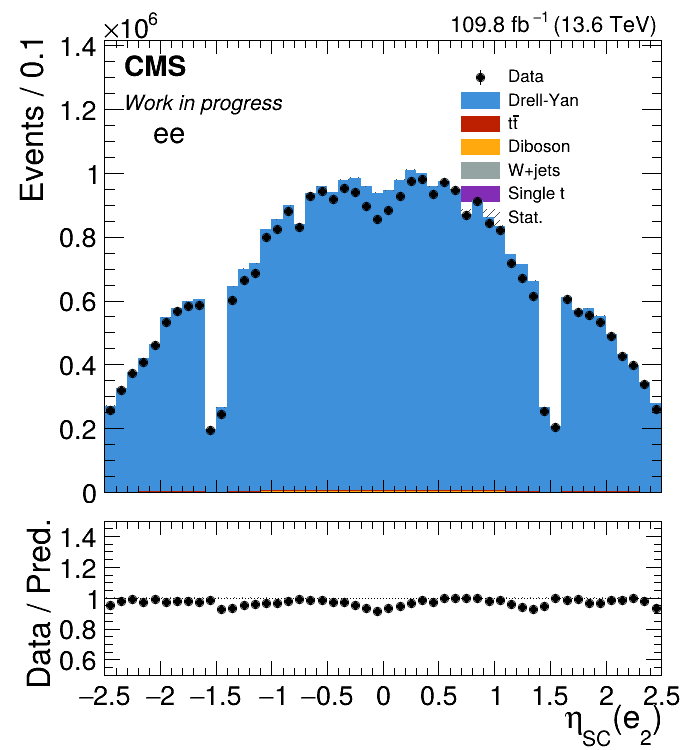 ×10⁶
109.8 fb⁻¹ (13.6 TeV)
Events / 0.1
CMS
Work in progress
ee
Data
Drell-Yan
tt̅
Diboson
W+jets
Single t
Stat.
1.4
1.2
1
0.8
0.6
0.4
0.2
0
Data / Pred.
1.4
1.2
1
0.8
0.6
−2.5 −2 −1.5 −1 −0.5 0 0.5 1 1.5 2 2.5
η_SC(e₂)